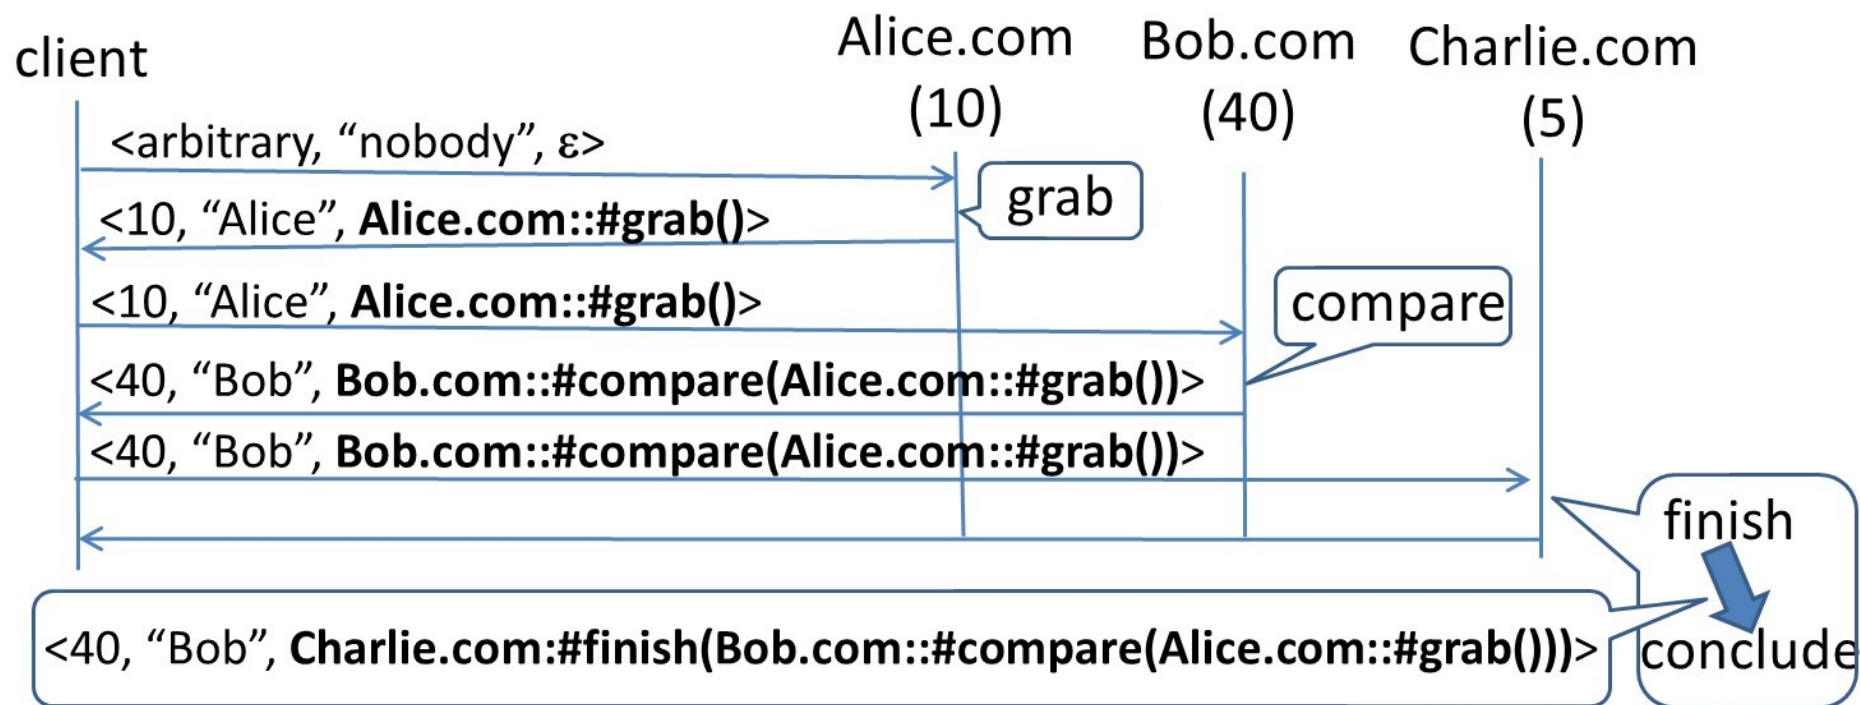 client
Alice.com
(10)
Bob.com
(40)
Charlie.com
(5)
<arbitrary, “nobody”, ε>
grab
<10, “Alice”, Alice.com::#grab()>
<10, “Alice”, Alice.com::#grab()>
compare
<40, “Bob”, Bob.com::#compare(Alice.com::#grab())>
<40, “Bob”, Bob.com::#compare(Alice.com::#grab())>
finish
conclude
<40, “Bob”, Charlie.com:#finish(Bob.com::#compare(Alice.com::#grab()))>